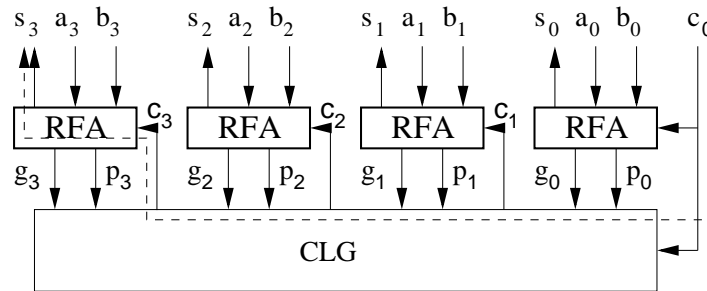 s3 a3 b3 s2 a2 b2 s1 a1 b1 s0 a0 b0 c0
RFA c3 RFA c2 RFA c1 RFA
g3 p3 g2 p2 g1 p1 g0 p0
CLG